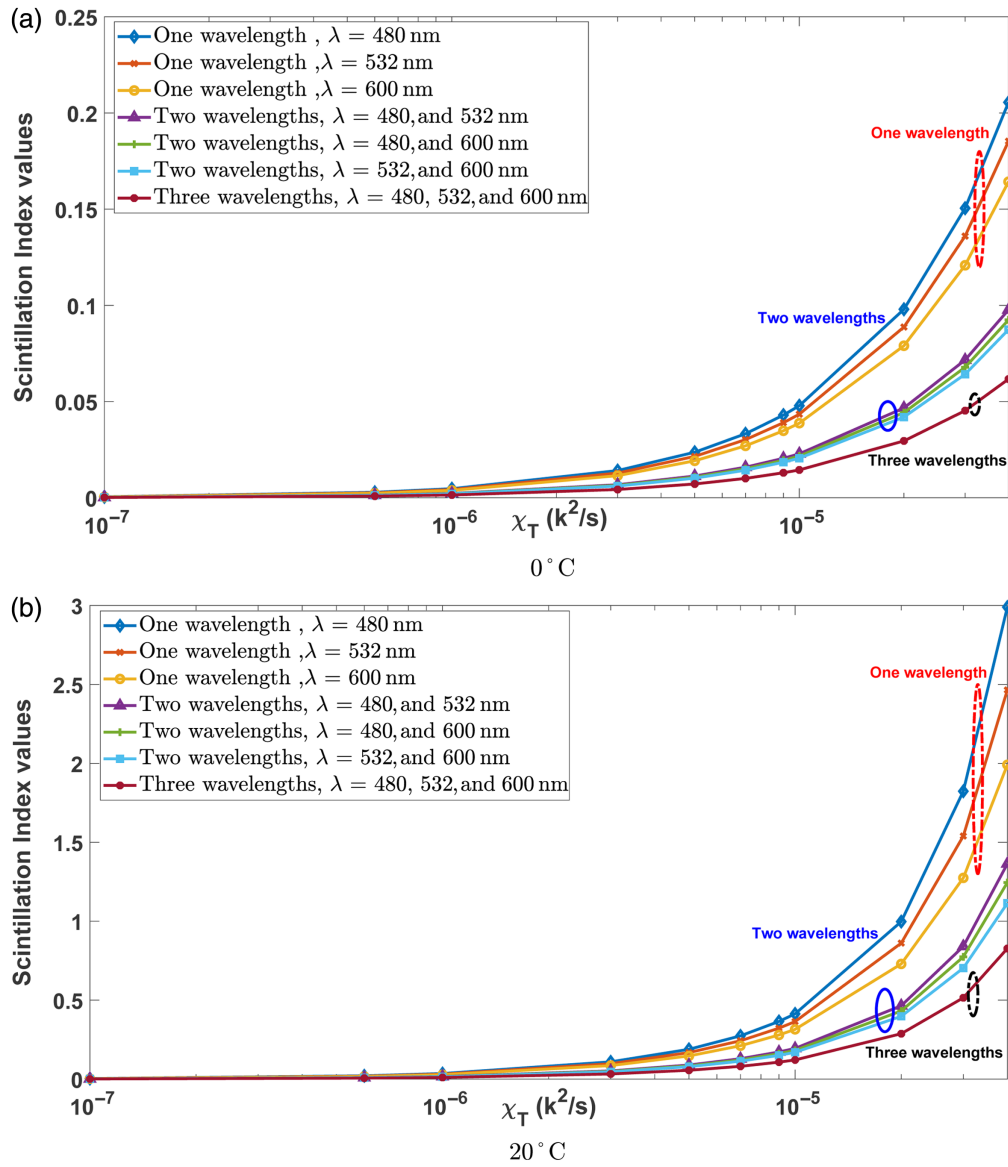 (a)
0.25
0.2
0.15
0.1
0.05
0
Scintillation Index values
One wavelength , λ = 480 nm
One wavelength ,λ = 532 nm
One wavelength ,λ = 600 nm
Two wavelengths, λ = 480,and 532 nm
Two wavelengths, λ = 480,and 600 nm
Two wavelengths, λ = 532,and 600 nm
Three wavelengths, λ = 480, 532,and 600 nm
One wavelength
Two wavelengths
Three wavelengths
10⁻⁷ 10⁻⁶ 10⁻⁵
χ_T (k²/s)
0°C
(b)
3
2.5
2
1.5
1
0.5
0
Scintillation Index values
One wavelength , λ = 480 nm
One wavelength ,λ = 532 nm
One wavelength ,λ = 600 nm
Two wavelengths, λ = 480,and 532 nm
Two wavelengths, λ = 480,and 600 nm
Two wavelengths, λ = 532,and 600 nm
Three wavelengths, λ = 480, 532,and 600 nm
One wavelength
Two wavelengths
Three wavelengths
10⁻⁷ 10⁻⁶ 10⁻⁵
χ_T (k²/s)
20°C